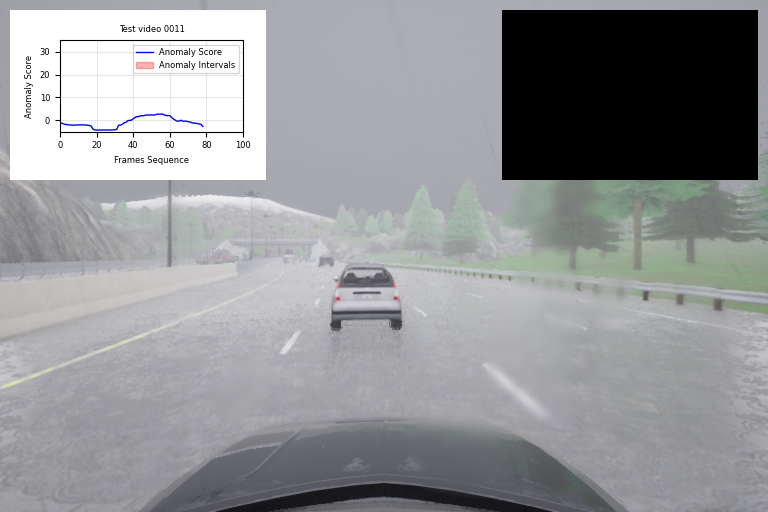 Test video 0011
Anomaly Score
Anomaly Score
Anomaly Intervals
30
20
10
0
0 20 40 60 80 100
Frames Sequence